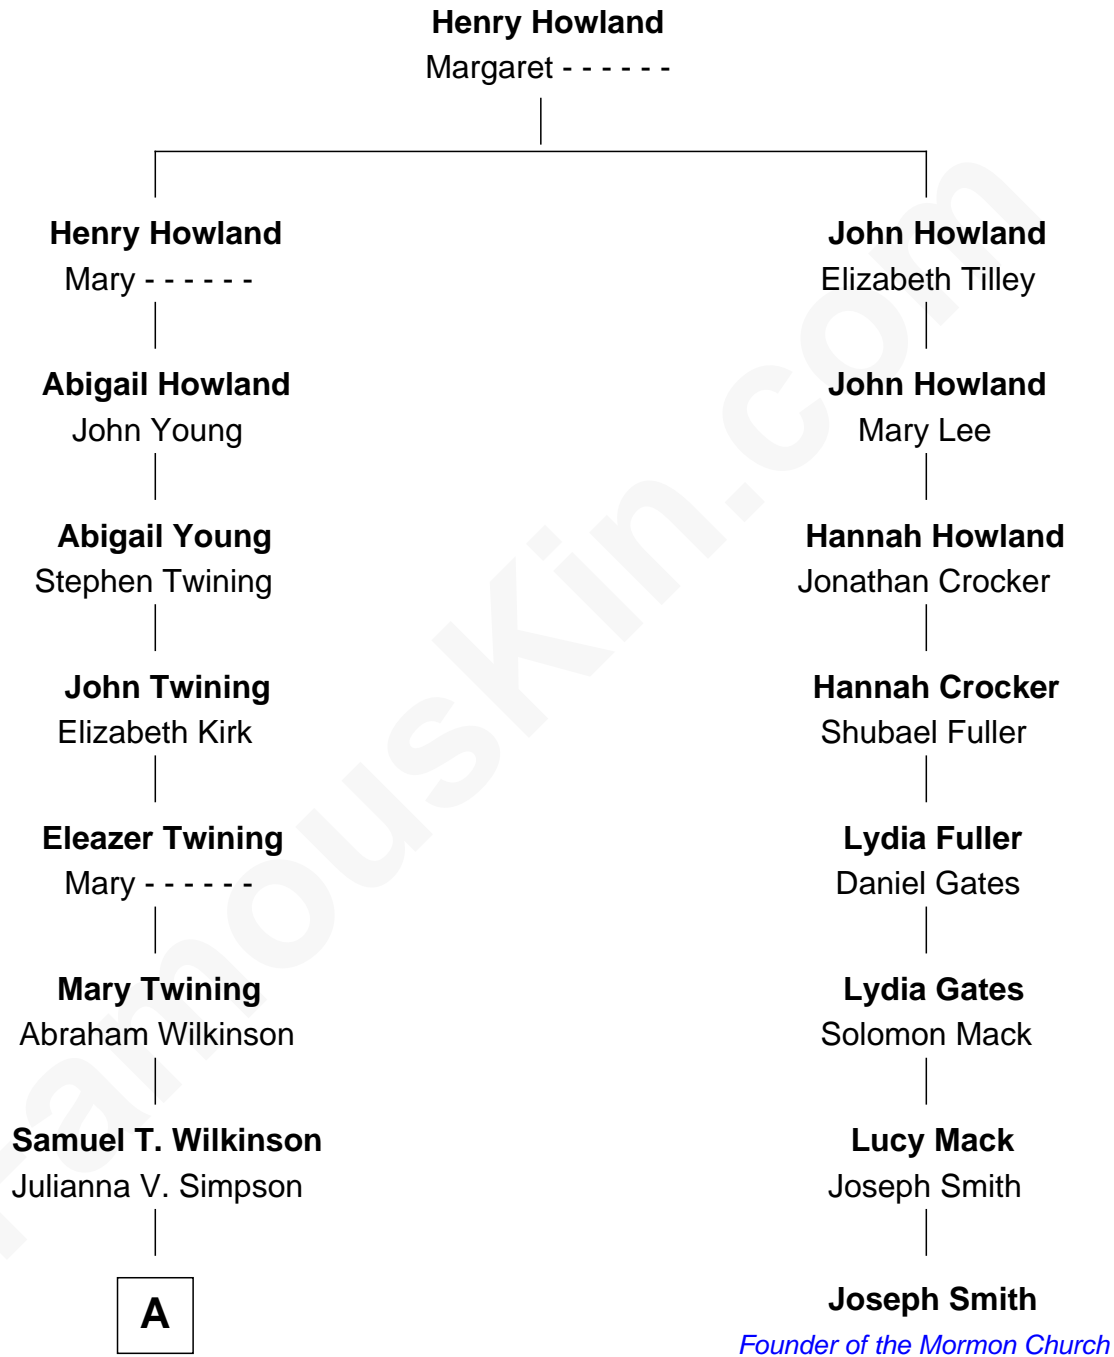 Henry Howland
Margaret - - - - - -
Henry Howland
Mary - - - - - -
John Howland
Elizabeth Tilley
Abigail Howland
John Young
John Howland
Mary Lee
Abigail Young
Stephen Twining
Hannah Howland
Jonathan Crocker
John Twining
Elizabeth Kirk
Hannah Crocker
Shubael Fuller
Eleazer Twining
Mary - - - - - -
Lydia Fuller
Daniel Gates
Mary Twining
Abraham Wilkinson
Lydia Gates
Solomon Mack
Samuel T. Wilkinson
Julianna V. Simpson
Lucy Mack
Joseph Smith
A
Joseph Smith
Founder of the Mormon Church
FamousKin.com